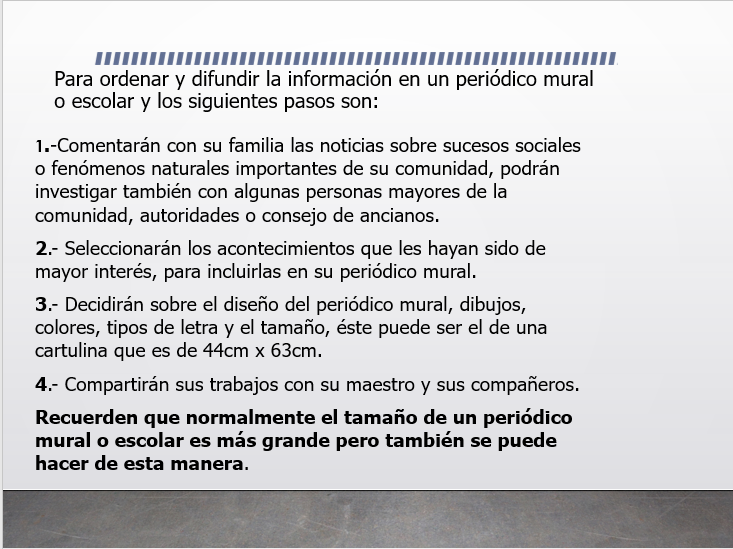 Para ordenar y difundir la información en un periódico mural
o escolar y los siguientes pasos son:
1.-Comentarán con su familia las noticias sobre sucesos sociales
o fenómenos naturales importantes de su comunidad, podrán
investigar también con algunas personas mayores de la
comunidad, autoridades o consejo de ancianos.
2.- Seleccionarán los acontecimientos que les hayan sido de
mayor interés, para incluirlas en su periódico mural.
3.- Decidirán sobre el diseño del periódico mural, dibujos,
colores, tipos de letra y el tamaño, éste puede ser el de una
cartulina que es de 44cm x 63cm.
4.- Compartirán sus trabajos con su maestro y sus compañeros.
Recuerden que normalmente el tamaño de un periódico
mural o escolar es más grande pero también se puede
hacer de esta manera.